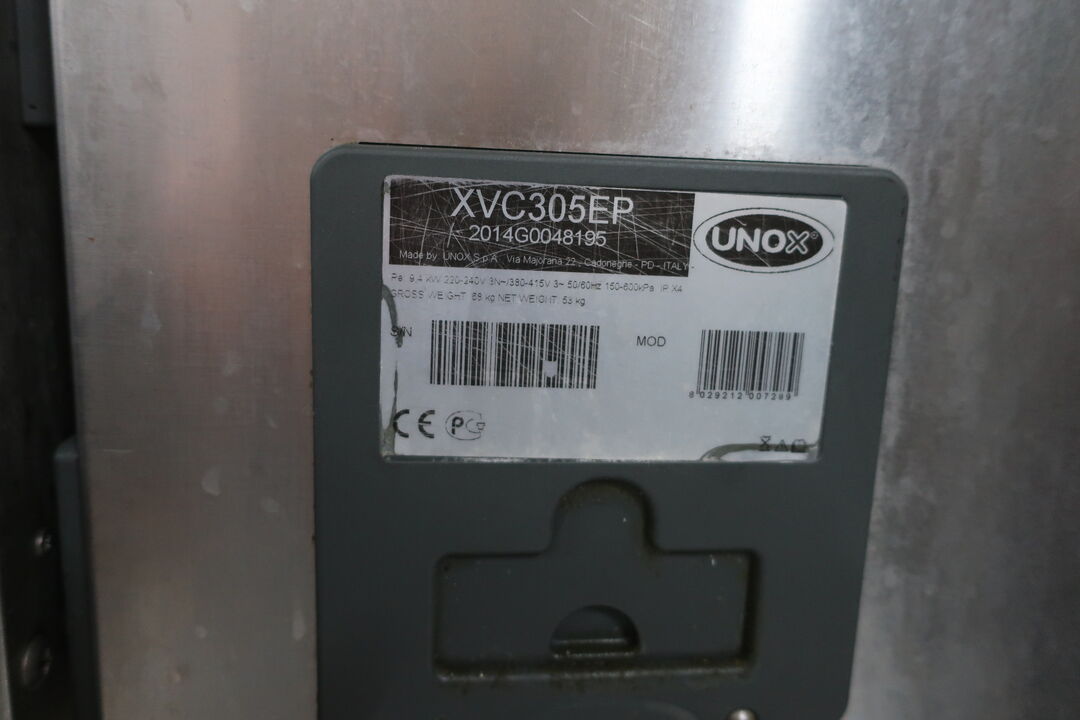 XVC305EP
2014G0048195
Made by UNOX S.p.A. Via Majorana 22, Cadoneghe - PD - ITALY
UNOX®
Pe: 9,4 kW 220-240V 3N~/380-415V 3~ 50/60Hz 150-600kPa IP X4
GROSS WEIGHT: 68 kg NET WEIGHT: 53 kg
S/N
MOD
8 029212 007289
CE PG